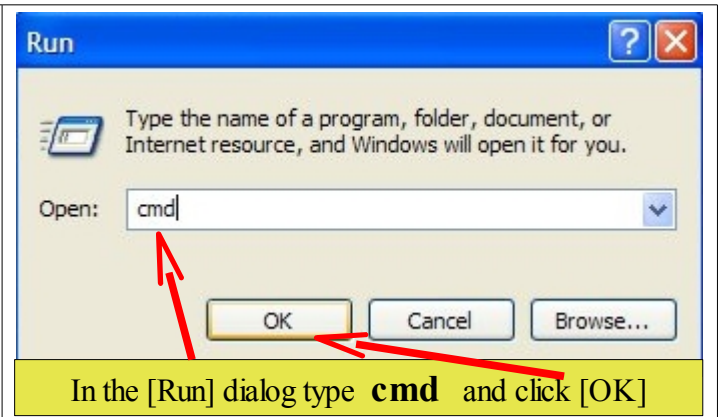 Run
Type the name of a program, folder, document, or
Internet resource, and Windows will open it for you.
Open: cmd
OK Cancel Browse...
In the [Run] dialog type cmd and click [OK]